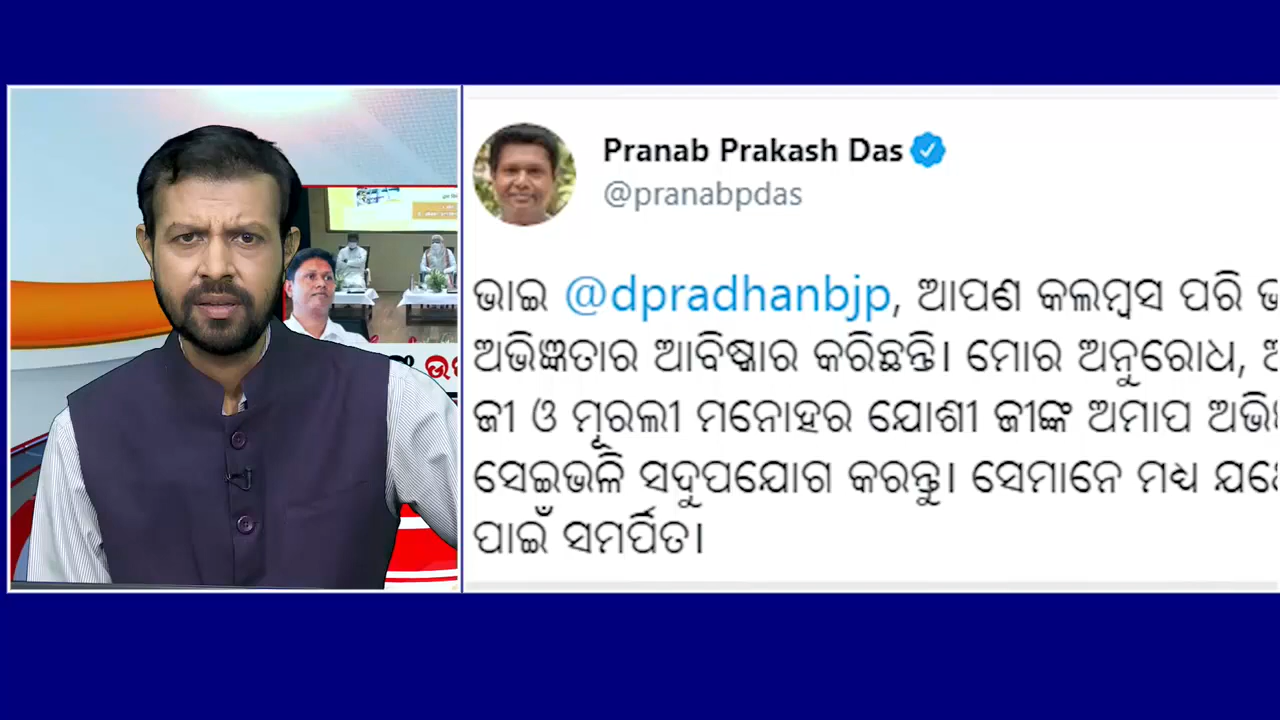 Pranab Prakash Das
@pranabpdas
ଭାଇ @dpradhanbjp, ଆପଣ କଲମ୍ବସ ପରି
ଅଭିଜ୍ଞତାର ଆବିଷ୍କାର କରିଛନ୍ତି। ମୋର ଅନୁରୋଧ,
ଜୀ ଓ ମୂରଲୀ ମନୋହର ଯୋଶୀ ଜୀଙ୍କ ଅମାପ
ସେଇଭଳି ସଦୁପଯୋଗ କରନ୍ତୁ। ସେମାନେ ମଧ୍ୟ
ପାଇଁ ସମର୍ପିତ।